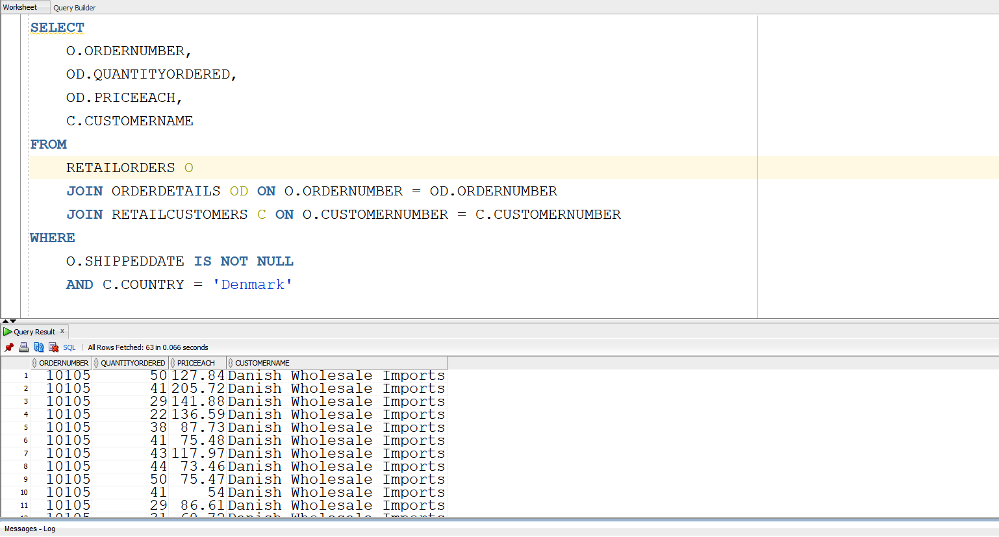 Worksheet Query Builder
SELECT
O.ORDERNUMBER,
OD.QUANTITYORDERED,
OD.PRICEEACH,
C.CUSTOMERNAME
FROM
RETAILORDERS O
JOIN ORDERDETAILS OD ON O.ORDERNUMBER = OD.ORDERNUMBER
JOIN RETAILCUSTOMERS C ON O.CUSTOMERNUMBER = C.CUSTOMERNUMBER
WHERE
O.SHIPPEDDATE IS NOT NULL
AND C.COUNTRY = 'Denmark'
Query Result x
SQL | All Rows Fetched: 63 in 0.066 seconds
ORDERNUMBER QUANTITYORDERED PRICEEACH CUSTOMERNAME
1 10105 50 127.84 Danish Wholesale Imports
2 10105 41 205.72 Danish Wholesale Imports
3 10105 29 141.88 Danish Wholesale Imports
4 10105 22 136.59 Danish Wholesale Imports
5 10105 38 87.73 Danish Wholesale Imports
6 10105 41 75.48 Danish Wholesale Imports
7 10105 43 117.97 Danish Wholesale Imports
8 10105 44 73.46 Danish Wholesale Imports
9 10105 50 75.47 Danish Wholesale Imports
10 10105 41 54 Danish Wholesale Imports
11 10105 29 86.61 Danish Wholesale Imports
10105 31 Danish Wholesale Imports
Messages - Log